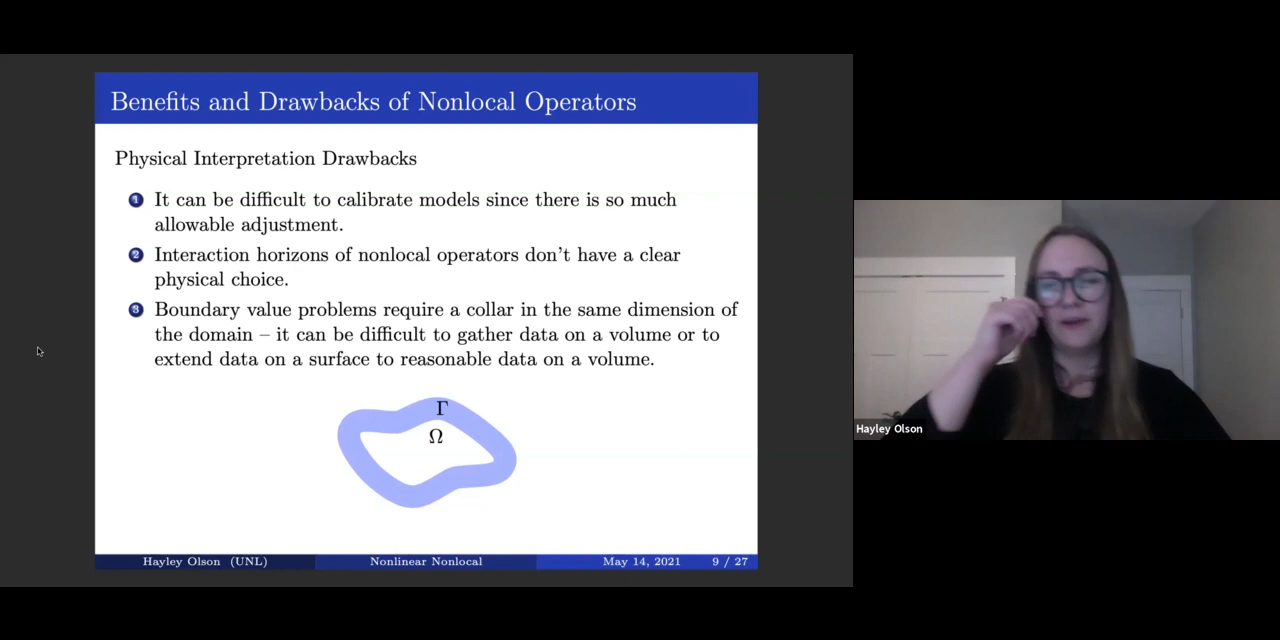 Benefits and Drawbacks of Nonlocal Operators
Physical Interpretation Drawbacks
1 It can be difficult to calibrate models since there is so much
allowable adjustment.
2 Interaction horizons of nonlocal operators don't have a clear
physical choice.
3 Boundary value problems require a collar in the same dimension of
the domain – it can be difficult to gather data on a volume or to
extend data on a surface to reasonable data on a volume.
Γ
Ω
Hayley Olson (UNL) Nonlinear Nonlocal May 14, 2021 9 / 27
Hayley Olson